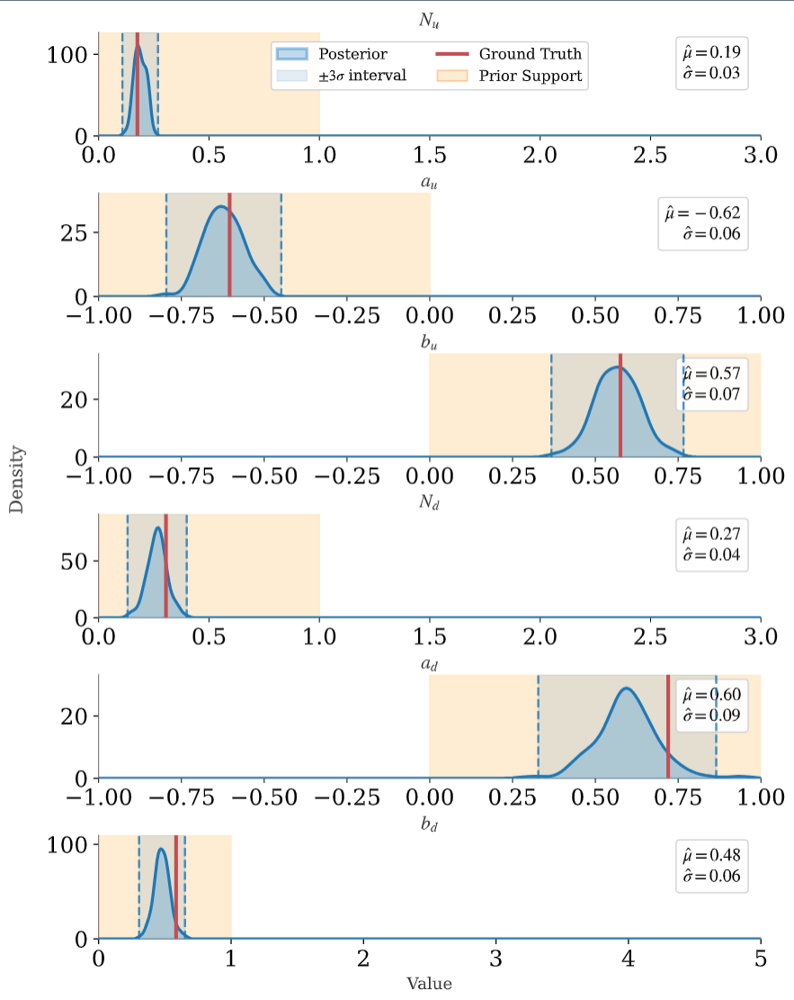 Nᵤ
100
0
Posterior
±3σ interval
Ground Truth
Prior Support
μ̂ = 0.19
σ̂ = 0.03
0.0 0.5 1.0 1.5 2.0 2.5 3.0
aᵤ
25
0
μ̂ = −0.62
σ̂ = 0.06
−1.00 −0.75 −0.50 −0.25 0.00 0.25 0.50 0.75 1.00
bᵤ
20
0
μ̂ = 0.57
σ̂ = 0.07
−1.00 −0.75 −0.50 −0.25 0.00 0.25 0.50 0.75 1.00
Density
N_d
50
0
μ̂ = 0.27
σ̂ = 0.04
0.0 0.5 1.0 1.5 2.0 2.5 3.0
a_d
20
0
μ̂ = 0.60
σ̂ = 0.09
−1.00 −0.75 −0.50 −0.25 0.00 0.25 0.50 0.75 1.00
b_d
100
0
μ̂ = 0.48
σ̂ = 0.06
0 1 2 3 4 5
Value